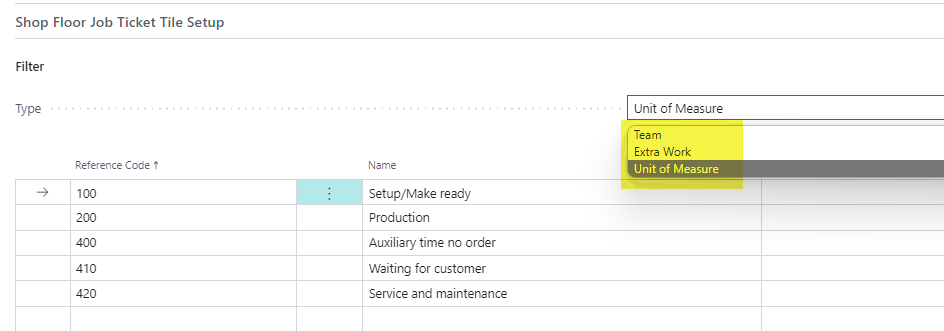 Shop Floor Job Ticket Tile Setup
Filter
Type Unit of Measure
Team
Extra Work
Unit of Measure
Reference Code ↑ Name
100 Setup/Make ready
200 Production
400 Auxiliary time no order
410 Waiting for customer
420 Service and maintenance